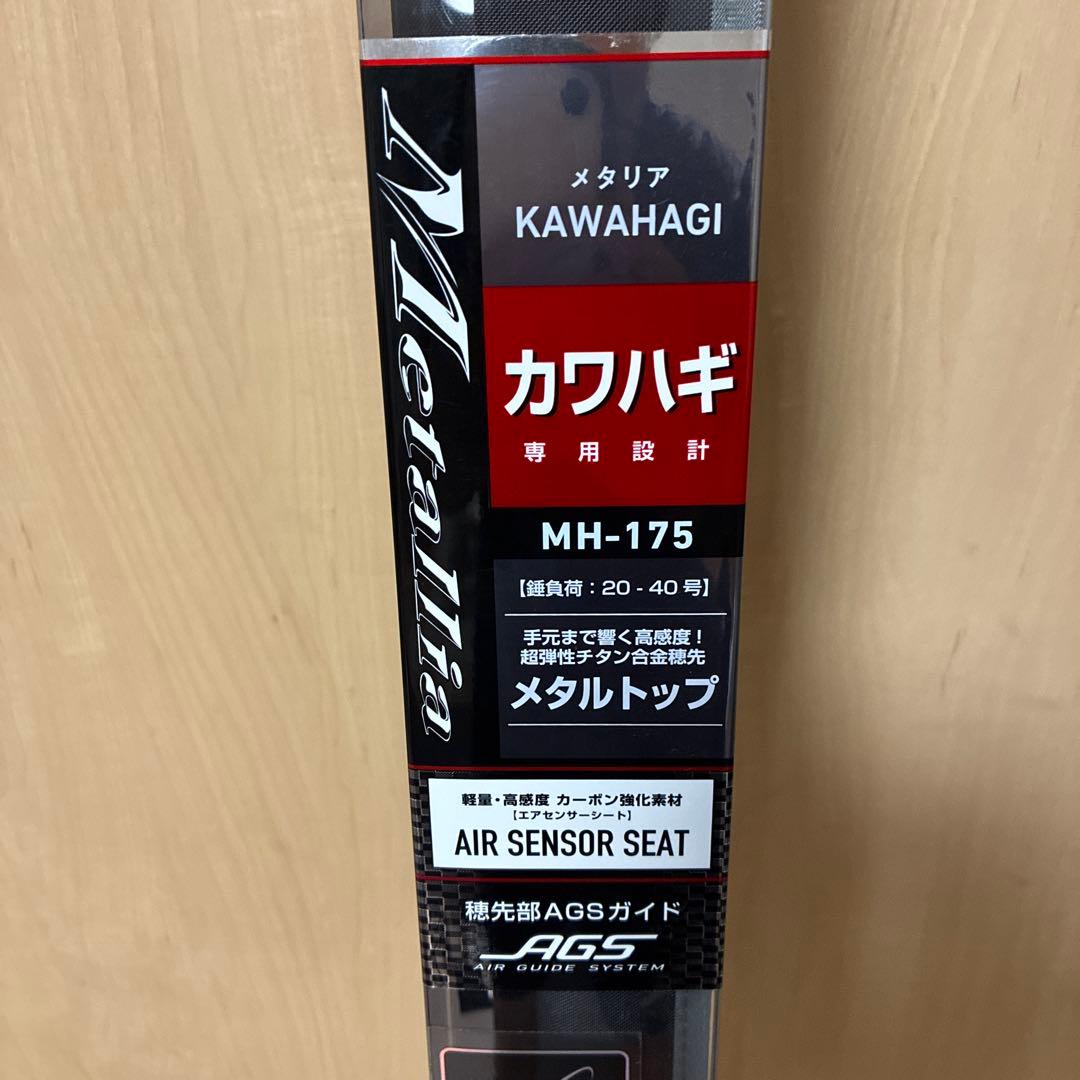 Metallia
メタリア
KAWAHAGI
カワハギ
専用設計
MH-175
【錘負荷：20 - 40号】
手元まで響く高感度！
超弾性チタン合金穂先
メタルトップ
軽量・高感度 カーボン強化素材
【エアセンサーシート】
AIR SENSOR SEAT
穂先部AGSガイド
AGS
AIR GUIDE SYSTEM